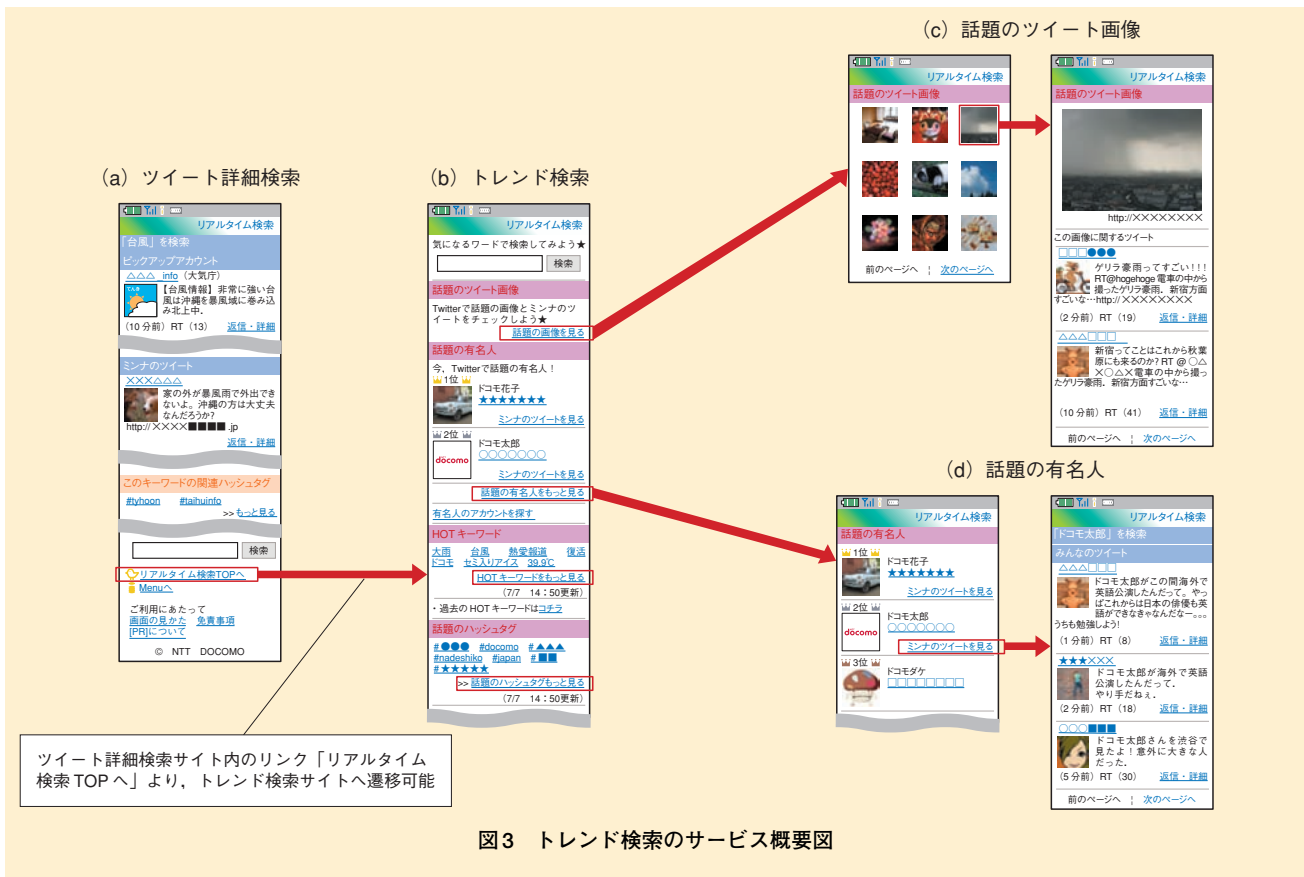 (c) 話題のツイート画像
(a) ツイート詳細検索
(b) トレンド検索
(d) 話題の有名人
リアルタイム検索
「台風」を検索
ピックアップアカウント
△△△_info（大気庁）
てんき
【台風情報】非常に強い台
風は沖縄を暴風域に巻み込
み北上中．
（10 分前）RT（13） 返信・詳細
ミンナのツイート
×××△△△
家の外が暴風雨で外出でき
ないよ。沖縄の方は大丈夫
なんだろうか?
http://××××■■■■.jp
返信・詳細
このキーワードの関連ハッシュタグ
#tyhoon #taihuinfo
>>もっと見る
検索
リアルタイム検索TOPへ
Menuへ
ご利用にあたって
画面の見かた 免責事項
[PR]について
© NTT DOCOMO
リアルタイム検索
気になるワードで検索してみよう★
検索
話題のツイート画像
Twitterで話題の画像とミンナのツ
イートをチェックしよう★
話題の画像を見る
話題の有名人
今，Twitterで話題の有名人！
1位
ドコモ花子
★★★★★★★
ミンナのツイートを見る
2位
ドコモ太郎
döcomo
○○○○○○○
ミンナのツイートを見る
話題の有名人をもっと見る
有名人のアカウントを探す
HOT キーワード
大雨 台風 熱愛報道 復活
ドコモ セミ入りアイス 39.9℃
HOTキーワードをもっと見る
（7/7 14：50更新）
・過去の HOT キーワードはコチラ
話題のハッシュタグ
#●●● #docomo #▲▲▲
#nadeshiko #japan #■■
#★★★★★
>>話題のハッシュタグもっと見る
（7/7 14：50更新）
リアルタイム検索
話題のツイート画像
前のページへ ¦ 次のページへ
リアルタイム検索
話題のツイート画像
http://××××××××
この画像に関するツイート
□□□●●●
ゲリラ豪雨ってすごい!!!
RT@hogehoge 電車の中から
撮ったゲリラ豪雨．新宿方面
すごいな…http://××××××××
（2 分前）RT（19） 返信・詳細
△△△□□□
新宿ってことはこれから秋葉
原にも来るのか? RT @ ○△
×○△×電車の中から撮っ
たゲリラ豪雨．新宿方面すごいな…
（10 分前）RT（41） 返信・詳細
前のページへ ¦ 次のページへ
リアルタイム検索
話題の有名人
1位
ドコモ花子
★★★★★★★
ミンナのツイートを見る
2位
ドコモ太郎
döcomo
○○○○○○○
ミンナのツイートを見る
3位
ドコモダケ
□□□□□□□□
リアルタイム検索
「ドコモ太郎」を検索
みんなのツイート
△△△□□□
ドコモ太郎がこの間海外で
英語公演したんだって。やっ
ぱこれからは日本の俳優も英
語ができなきゃなんだなー。。。
うちも勉強しよう!
（1 分前）RT（8） 返信・詳細
★★★×××
ドコモ太郎が海外で英語
公演したんだって．
やり手だねぇ．
（2 分前）RT（18） 返信・詳細
○○○■■■
ドコモ太郎さんを渋谷で
見たよ！意外に大きな人
だった．
（5 分前）RT（30） 返信・詳細
前のページへ ¦ 次のページへ
ツイート詳細検索サイト内のリンク「リアルタイム
検索 TOP へ」より，トレンド検索サイトへ遷移可能
図3 トレンド検索のサービス概要図